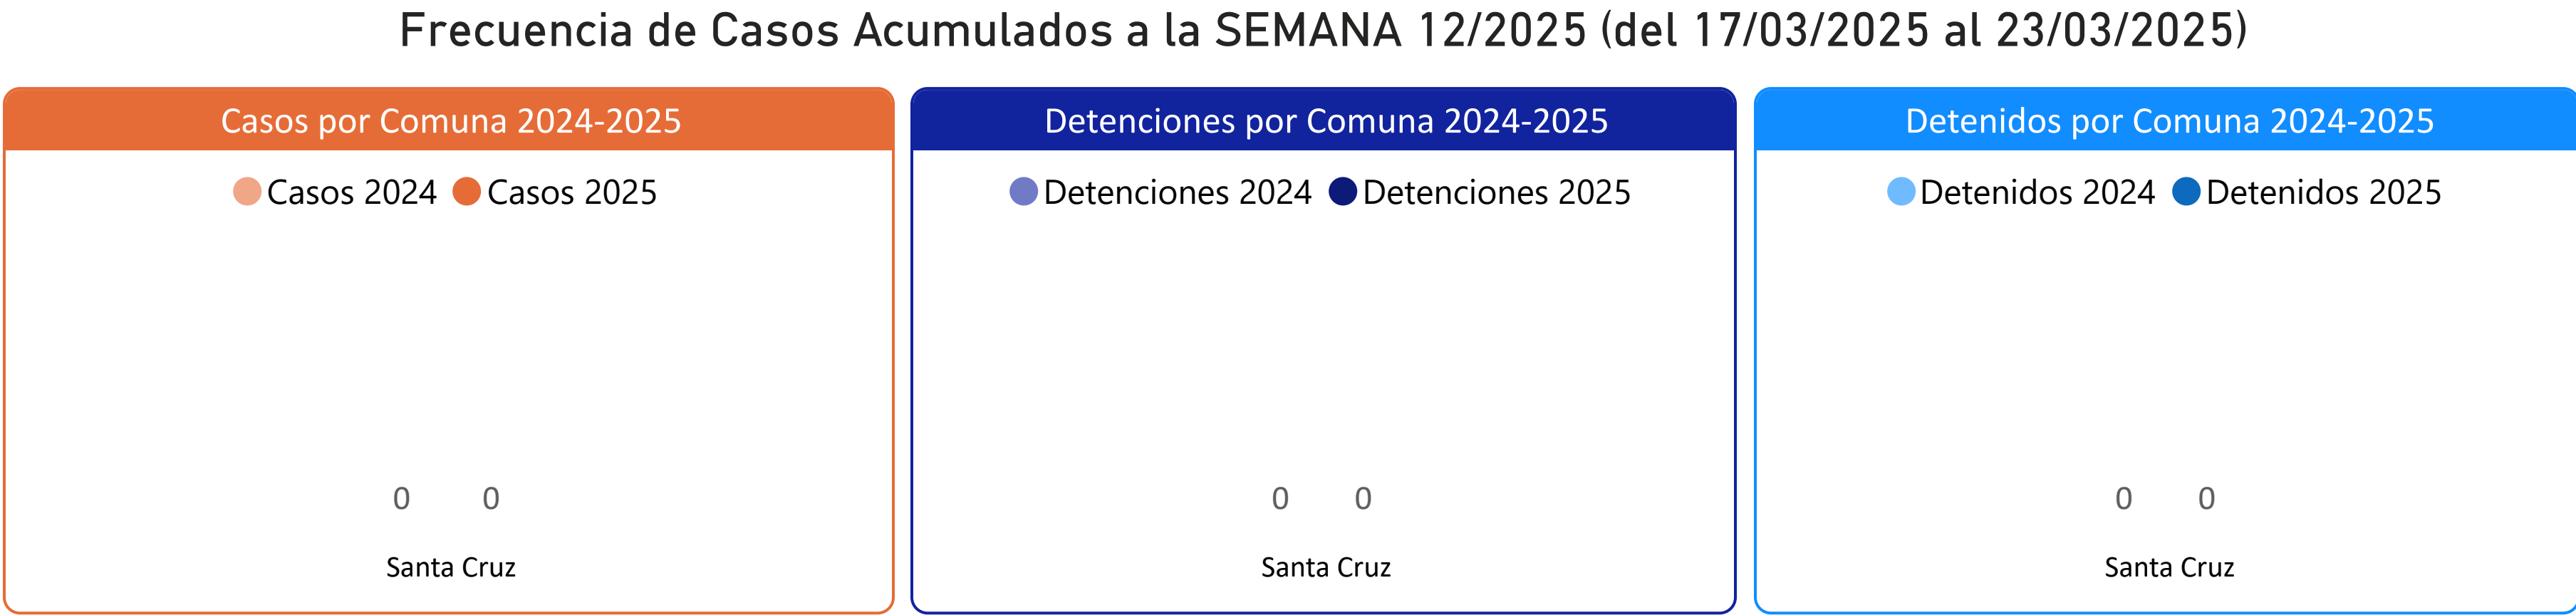 Frecuencia de Casos Acumulados a la SEMANA 12/2025 (del 17/03/2025 al 23/03/2025)
Casos por Comuna 2024-2025
Casos 2024 Casos 2025
0 0
Santa Cruz
Detenciones por Comuna 2024-2025
Detenciones 2024 Detenciones 2025
0 0
Santa Cruz
Detenidos por Comuna 2024-2025
Detenidos 2024 Detenidos 2025
0 0
Santa Cruz